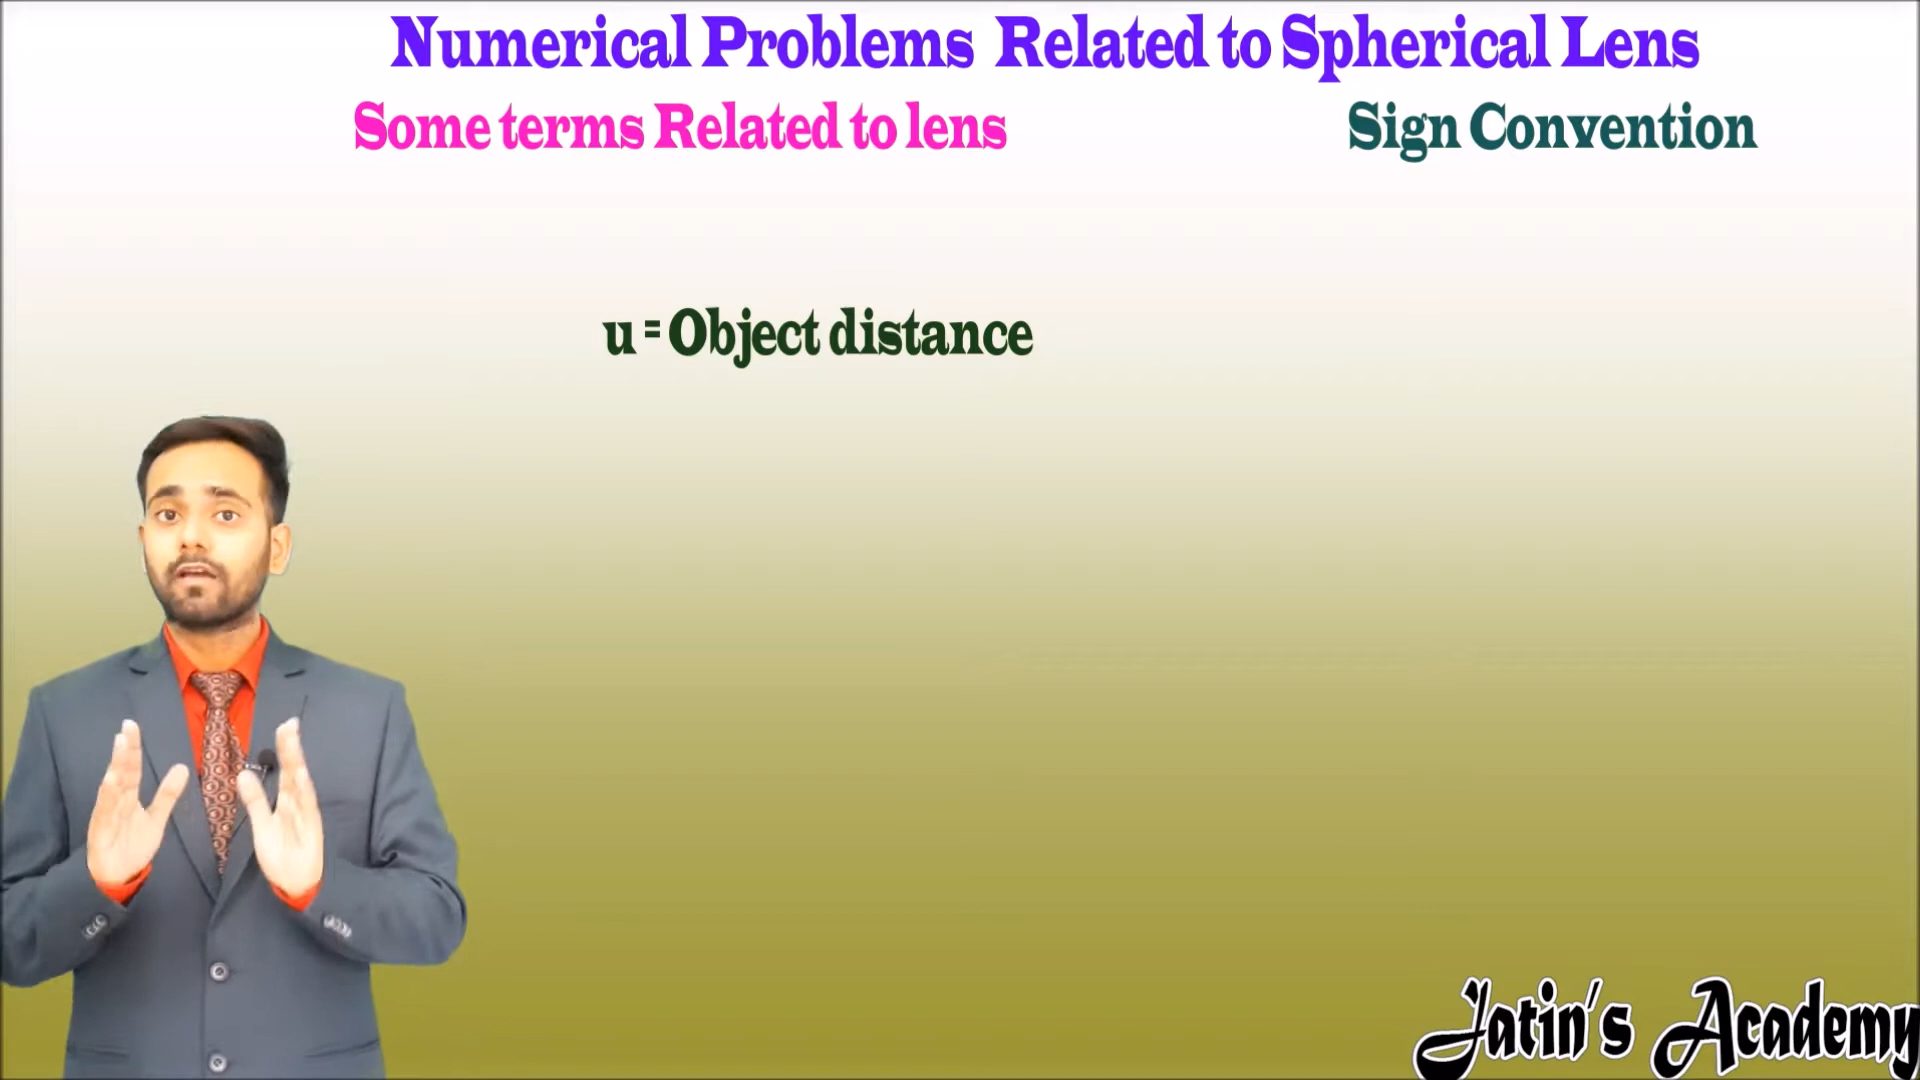 Numerical Problems Related to Spherical Lens
Some terms Related to lens
Sign Convention
u = Object distance
Jatin's Academy